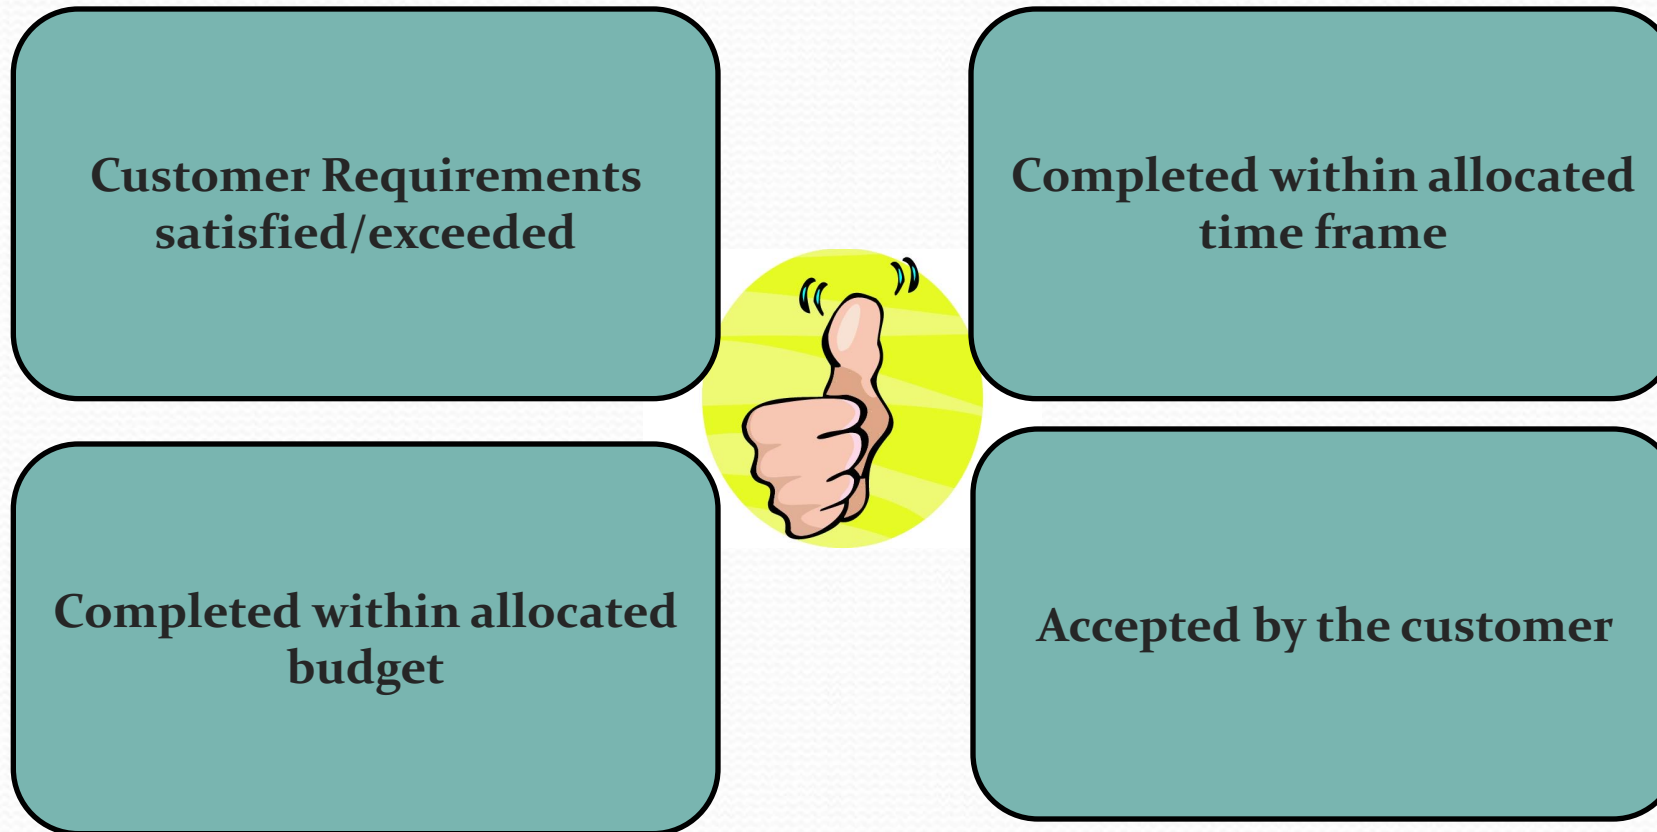 Customer Requirements
satisfied/exceeded
Completed within allocated
time frame
Completed within allocated
budget
Accepted by the customer